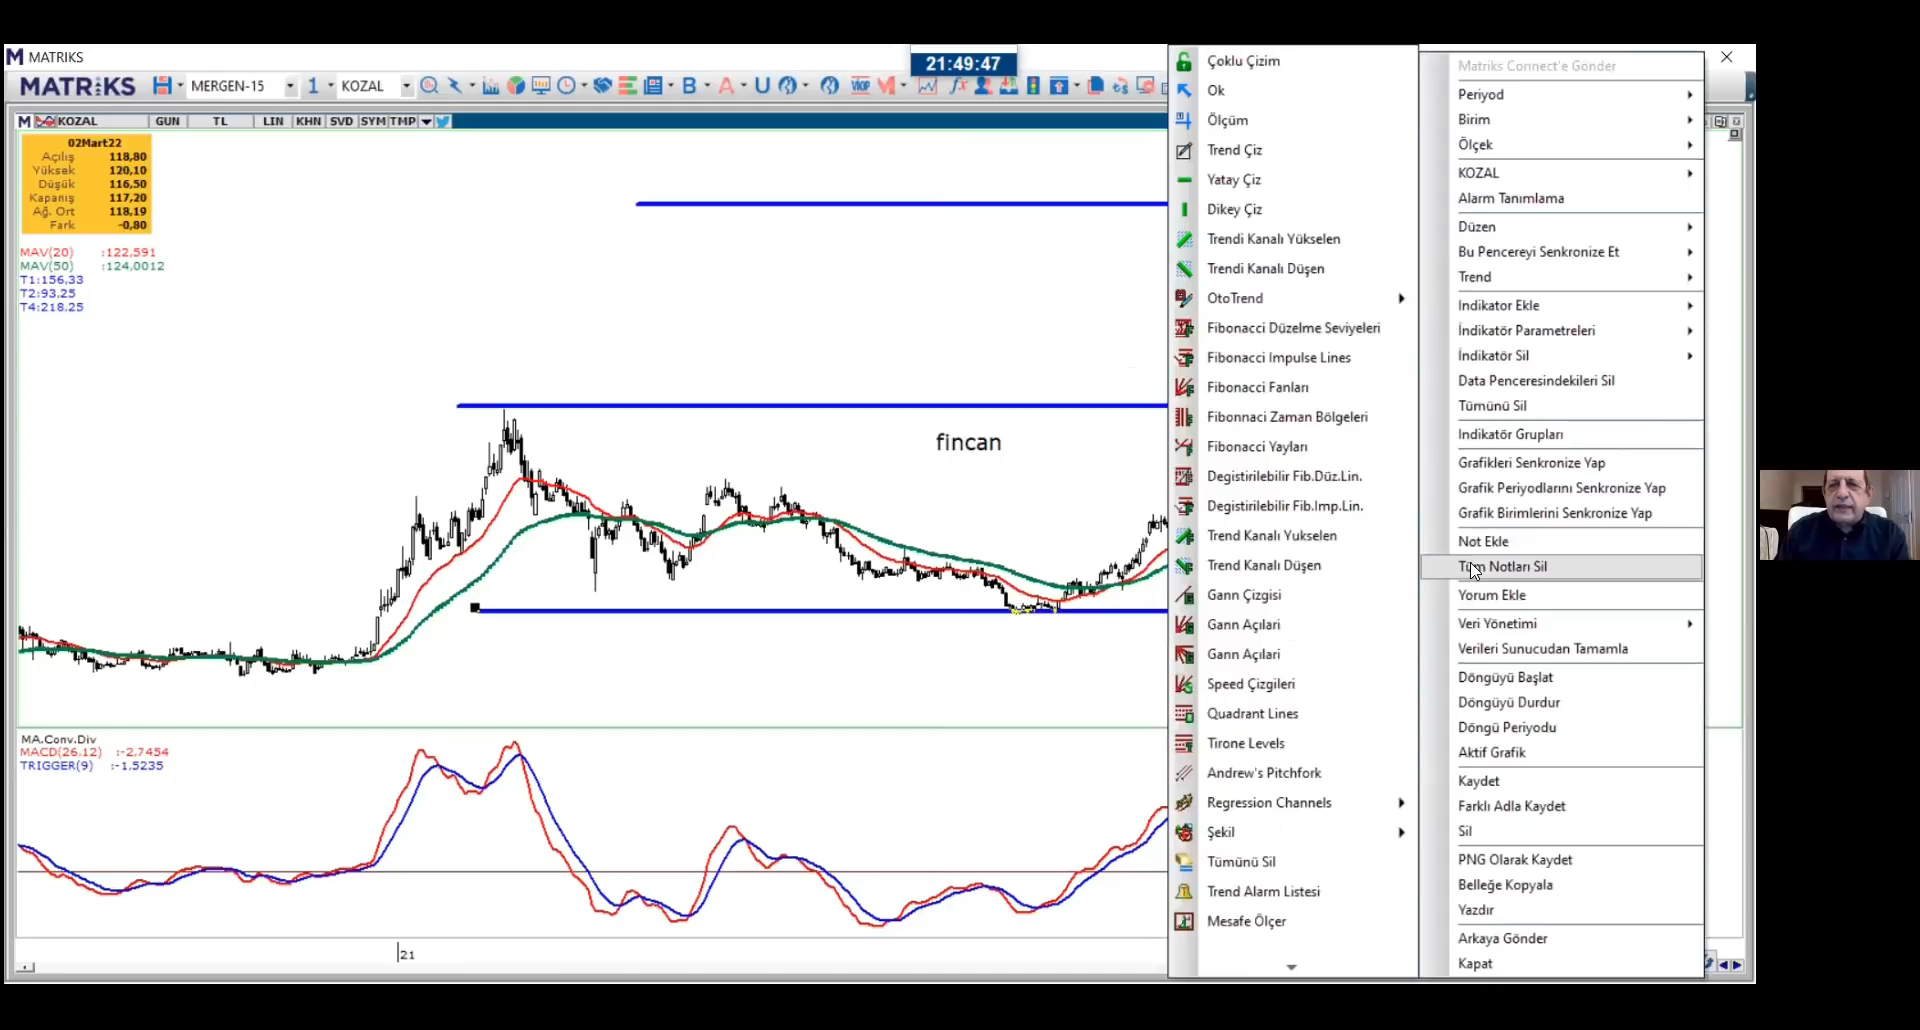 MATRIKS
21:49:47
MATRiKS
MERGEN-15
1
KOZAL
B
A
U
VIOP
M
fx
M KOZAL GUN TL LIN KHN SVD SYM TMP
02Mart22
Açılış 118,80
Yüksek 120,10
Düşük 116,50
Kapanış 117,20
Ağ. Ort 118,19
Fark -0,80
MAV(20) :122,591
MAV(50) :124,0012
T1:156,33
T2:93,25
T4:218,25
fincan
MA.Conv.Div
MACD(26,12) :-2,7454
TRIGGER(9) :-1,5235
21
Çoklu Çizim
Ok
Ölçüm
Trend Çiz
Yatay Çiz
Dikey Çiz
Trendi Kanalı Yükselen
Trendi Kanalı Düşen
OtoTrend
Fibonacci Düzelme Seviyeleri
Fibonacci Impulse Lines
Fibonacci Fanları
Fibonnaci Zaman Bölgeleri
Fibonacci Yayları
Degistirilebilir Fib.Düz.Lin.
Degistirilebilir Fib.Imp.Lin.
Trend Kanalı Yukselen
Trend Kanalı Düşen
Gann Çizgisi
Gann Açılari
Gann Açılari
Speed Çizgileri
Quadrant Lines
Tirone Levels
Andrew's Pitchfork
Regression Channels
Şekil
Tümünü Sil
Trend Alarm Listesi
Mesafe Ölçer
Matriks Connect'e Gönder
Periyod
Birim
Ölçek
KOZAL
Alarm Tanımlama
Düzen
Bu Pencereyi Senkronize Et
Trend
Indikatör Ekle
İndikatör Parametreleri
İndikatör Sil
Data Penceresindekileri Sil
Tümünü Sil
Indikatör Grupları
Grafikleri Senkronize Yap
Grafik Periyodlarını Senkronize Yap
Grafik Birimlerini Senkronize Yap
Not Ekle
Tüm Notları Sil
Yorum Ekle
Veri Yönetimi
Verileri Sunucudan Tamamla
Döngüyü Başlat
Döngüyü Durdur
Döngü Periyodu
Aktif Grafik
Kaydet
Farklı Adla Kaydet
Sil
PNG Olarak Kaydet
Belleğe Kopyala
Yazdır
Arkaya Gönder
Kapat